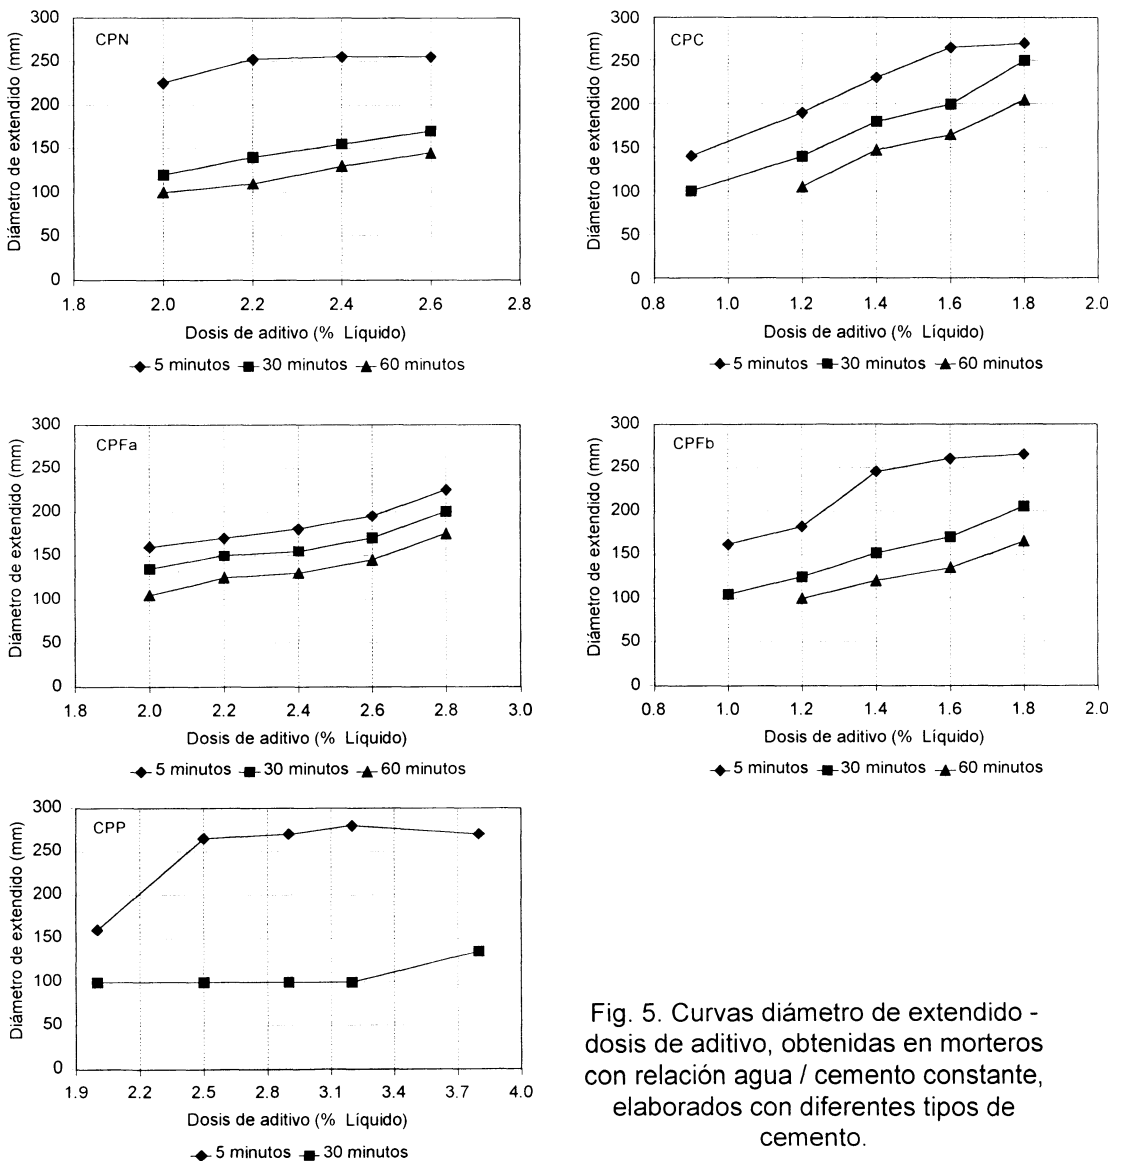 300
250
200
150
100
50
0
Diámetro de extendido (mm)
CPN
1.8 2.0 2.2 2.4 2.6 2.8
Dosis de aditivo (% Líquido)
5 minutos 30 minutos 60 minutos
300
250
200
150
100
50
0
Diámetro de extendido (mm)
CPC
0.8 1.0 1.2 1.4 1.6 1.8 2.0
Dosis de aditivo (% Líquido)
5 minutos 30 minutos 60 minutos
300
250
200
150
100
50
0
Diámetro de extendido (mm)
CPFa
1.8 2.0 2.2 2.4 2.6 2.8 3.0
Dosis de aditivo (% Líquido)
5 minutos 30 minutos 60 minutos
300
250
200
150
100
50
0
Diámetro de extendido (mm)
CPFb
0.8 1.0 1.2 1.4 1.6 1.8 2.0
Dosis de aditivo (% Líquido)
5 minutos 30 minutos 60 minutos
300
250
200
150
100
50
0
Diámetro de extendido (mm)
CPP
1.9 2.2 2.5 2.8 3.1 3.4 3.7 4.0
Dosis de aditivo (% Líquido)
5 minutos 30 minutos
Fig. 5. Curvas diámetro de extendido -
dosis de aditivo, obtenidas en morteros
con relación agua / cemento constante,
elaborados con diferentes tipos de
cemento.